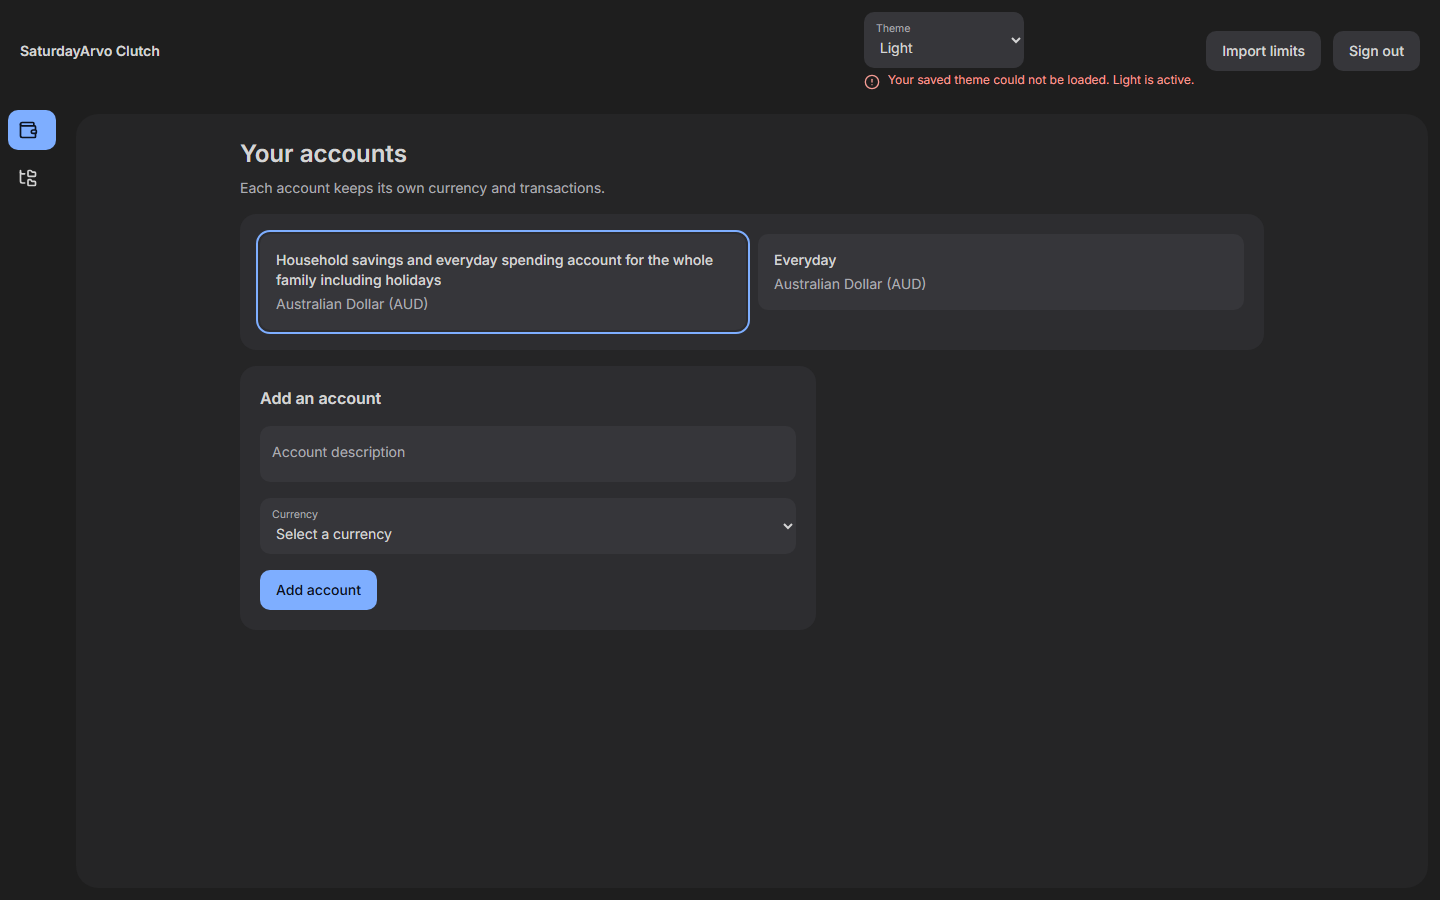 SaturdayArvo Clutch
Theme
Light
Your saved theme could not be loaded. Light is active.
Import limits
Sign out
Your accounts
Each account keeps its own currency and transactions.
Household savings and everyday spending account for the whole
family including holidays
Australian Dollar (AUD)
Everyday
Australian Dollar (AUD)
Add an account
Account description
Currency
Select a currency
Add account